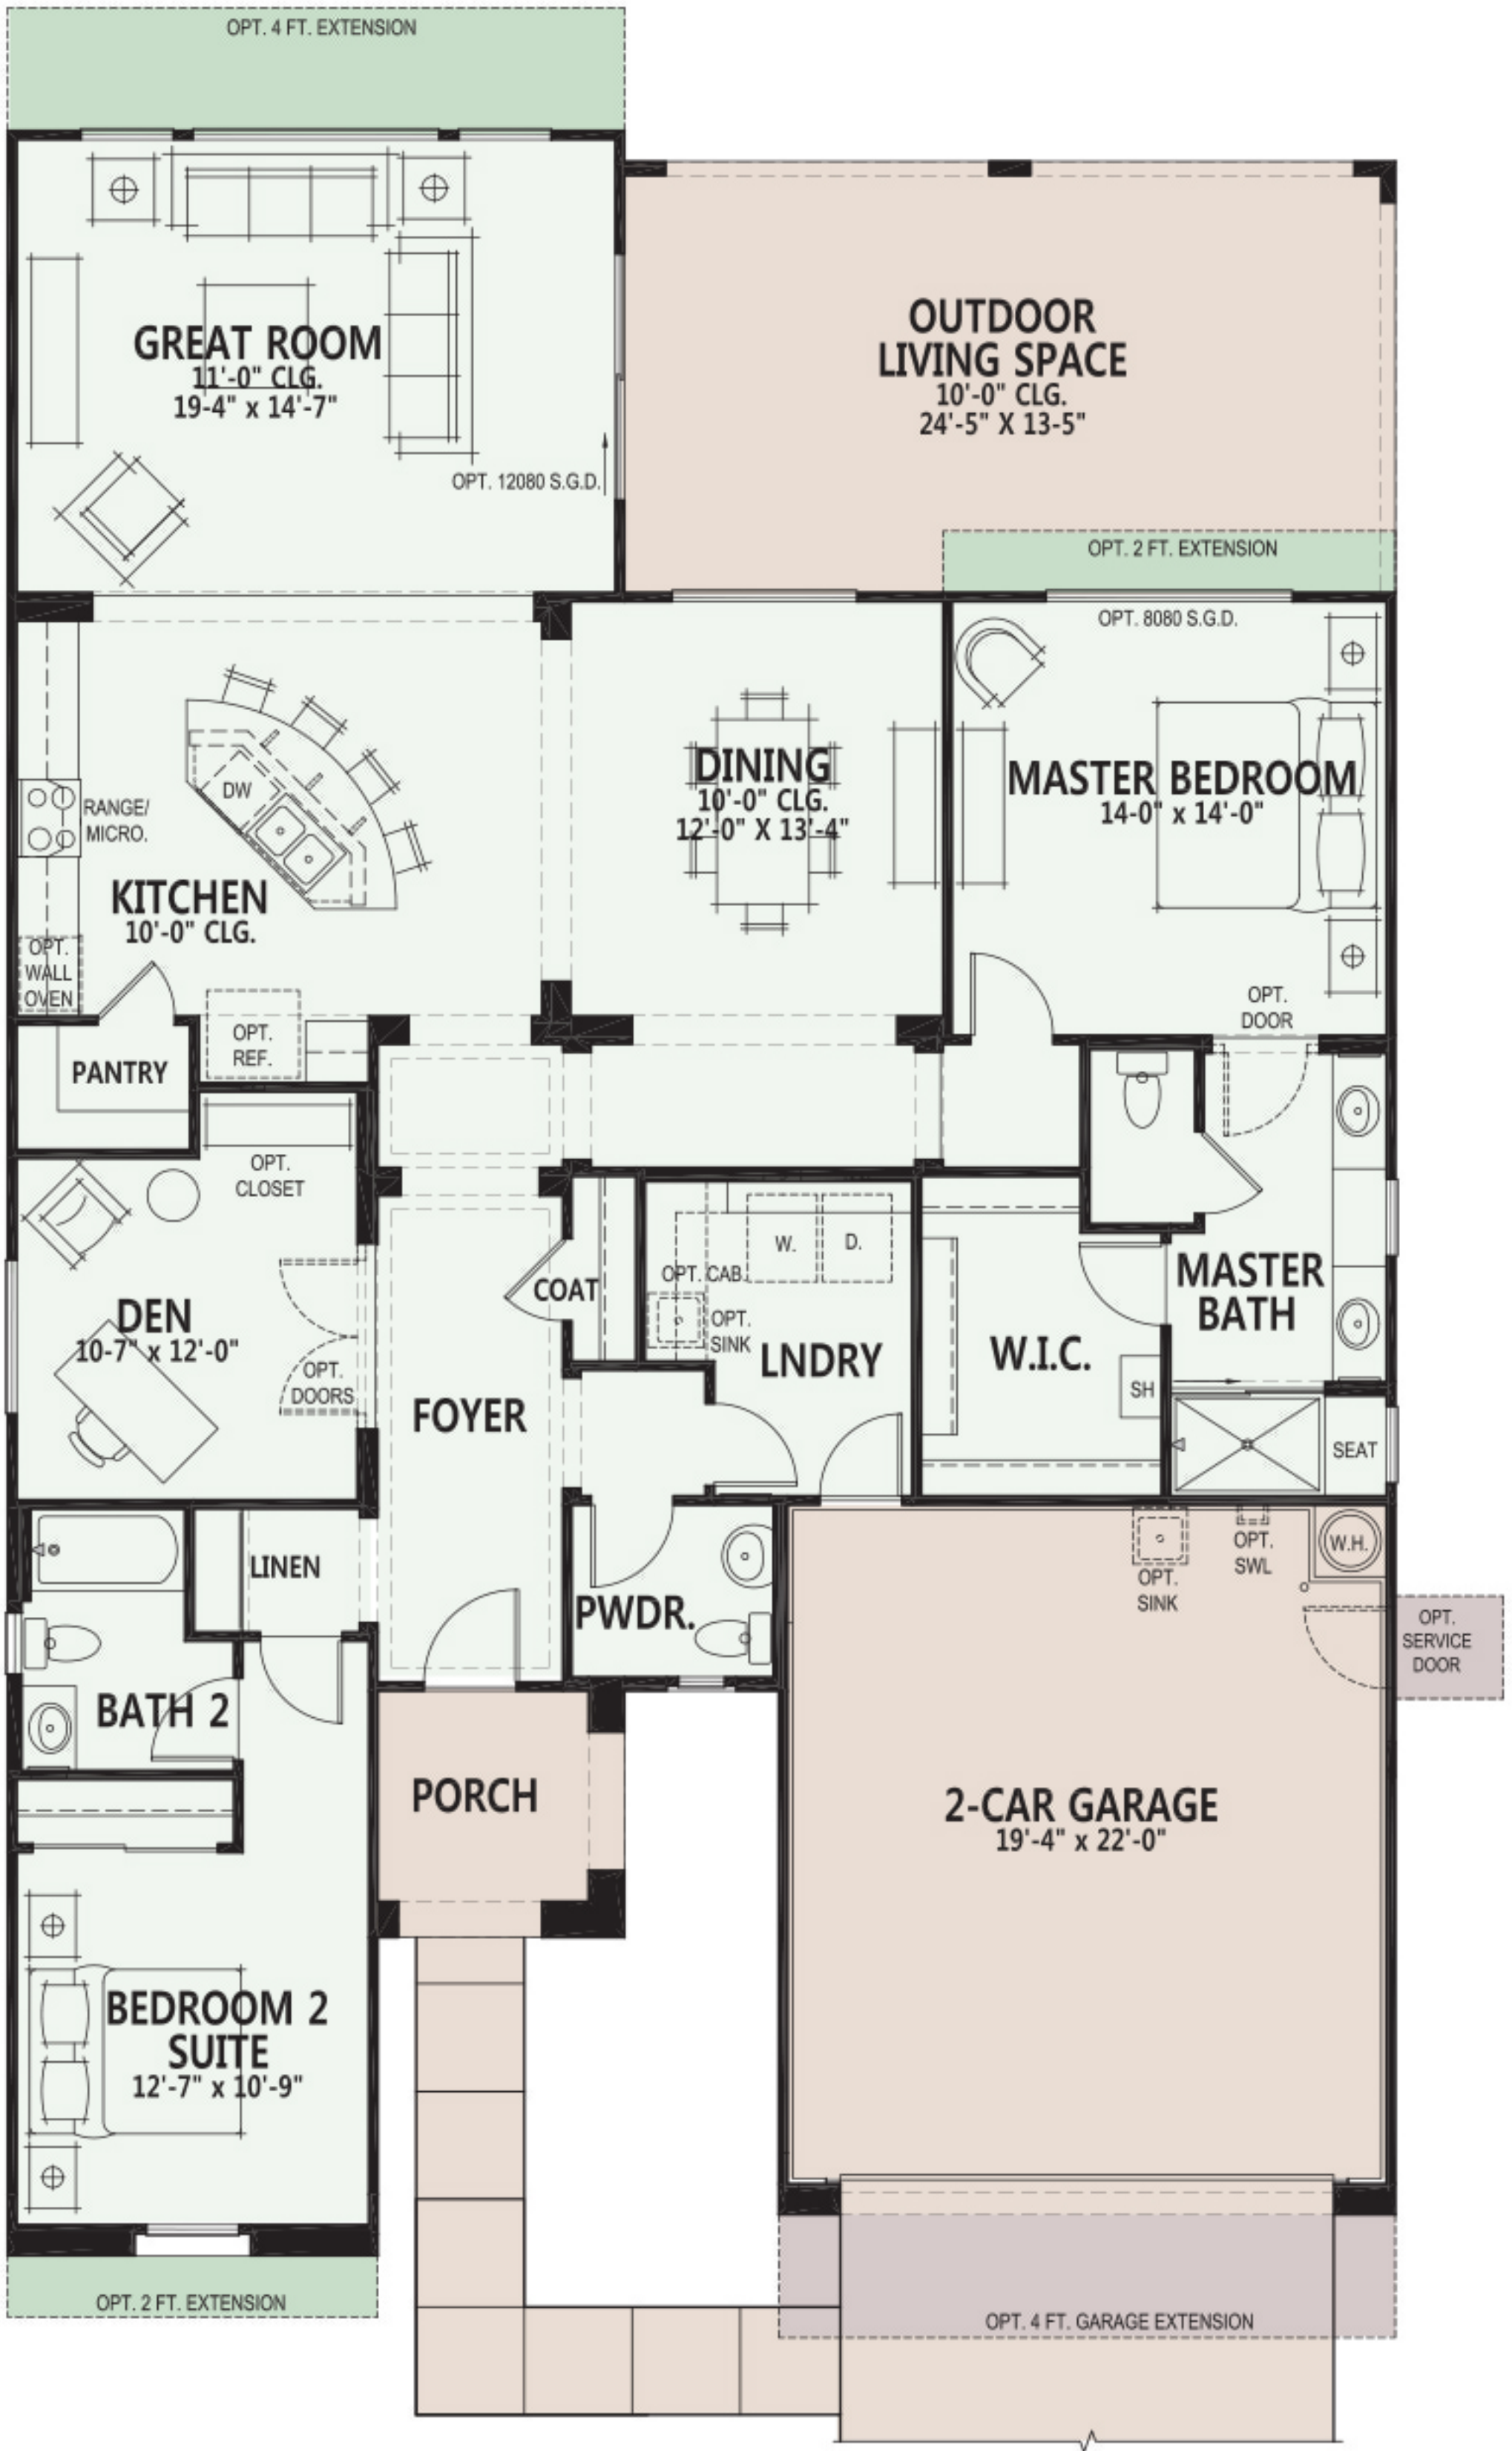 OPT. 4 FT. EXTENSION
GREAT ROOM
11'-0" CLG.
19-4" x 14'-7"
OPT. 12080 S.G.D.
OUTDOOR
LIVING SPACE
10'-0" CLG.
24'-5" X 13-5"
OPT. 2 FT. EXTENSION
OPT. 8080 S.G.D.
DW
RANGE/
MICRO.
KITCHEN
10'-0" CLG.
OPT.
WALL
OVEN
DINING
10'-0" CLG.
12'-0" X 13'-4"
MASTER BEDROOM
14-0" x 14'-0"
OPT.
DOOR
PANTRY
OPT.
REF.
OPT.
CLOSET
DEN
10-7" x 12'-0"
OPT.
DOORS
FOYER
COAT
W.
D.
OPT. CAB.
OPT.
SINK
LNDRY
W.I.C.
SH
MASTER
BATH
SEAT
LINEN
BATH 2
PWDR.
OPT.
SINK
OPT.
SWL
W.H.
OPT.
SERVICE
DOOR
PORCH
2-CAR GARAGE
19'-4" x 22'-0"
BEDROOM 2
SUITE
12'-7" x 10'-9"
OPT. 2 FT. EXTENSION
OPT. 4 FT. GARAGE EXTENSION